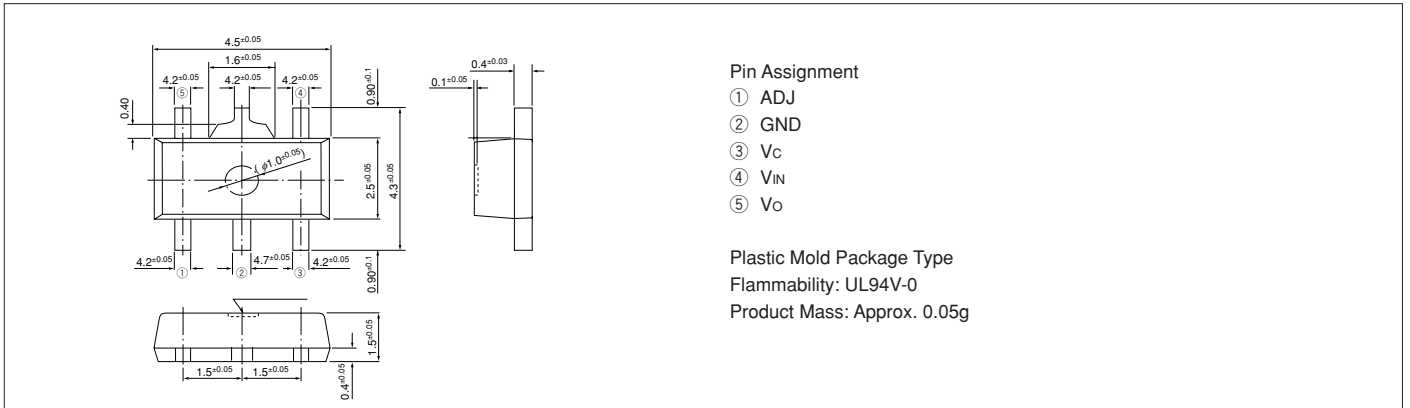 4.5±0.05
1.6±0.05
4.2±0.05
4.2±0.05
4.2±0.05
⑤
④
0.40
0.90±0.1
(φ1.0±0.05)
2.5±0.05
4.3±0.05
4.2±0.05
①
②
4.7±0.05
③
4.2±0.05
0.90±0.1
0.4±0.03
0.1±0.05
1.5±0.05
0.4±0.05
1.5±0.05
1.5±0.05
Pin Assignment
① ADJ
② GND
③ VC
④ VIN
⑤ VO
Plastic Mold Package Type
Flammability: UL94V-0
Product Mass: Approx. 0.05g